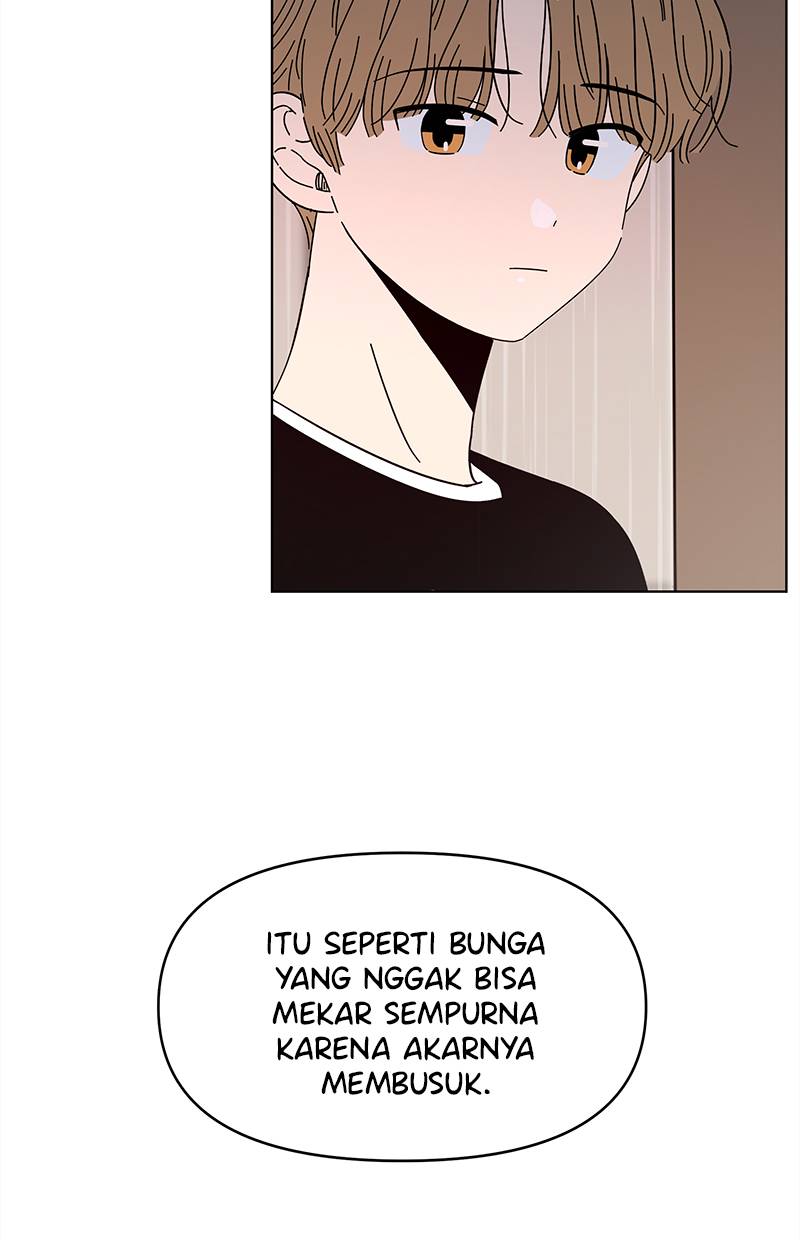 ITU SEPERTI BUNGA
YANG NGGAK BISA
MEKAR SEMPURNA
KARENA AKARNYA
MEMBUSUK.